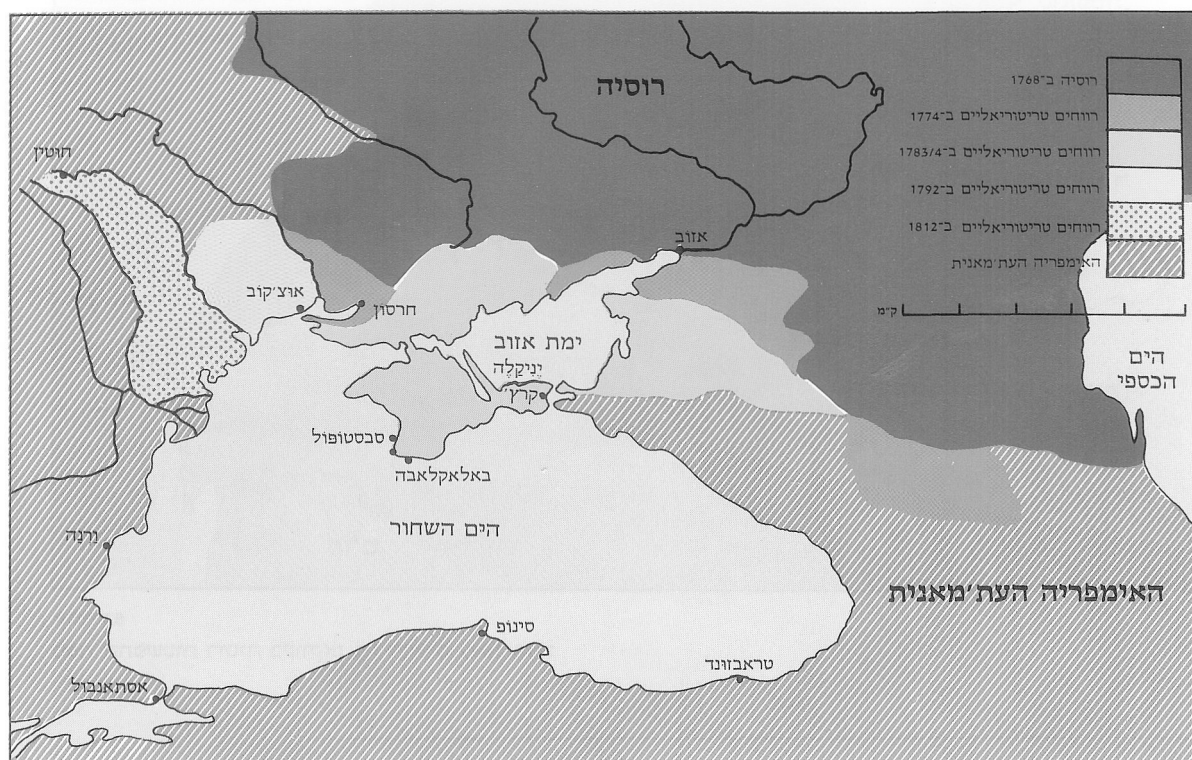 רוסיה
רוסיה ב־1768
רווחים טריטוריאליים ב־1774
רווחים טריטוריאליים ב־1783/4
רווחים טריטוריאליים ב־1792
רווחים טריטוריאליים ב־1812
האימפריה העת׳מאנית
ק״מ
חוטין
אזוב
אוצ׳קוב
חרסון
ימת אזוב
יֶנִיקַלֶה
קרץ׳
הים
הכספי
סבסטופול
באלאקלאבה
הים השחור
ורנה
האימפריה העת׳מאנית
סינופ
טראבזונד
אסתאנבול